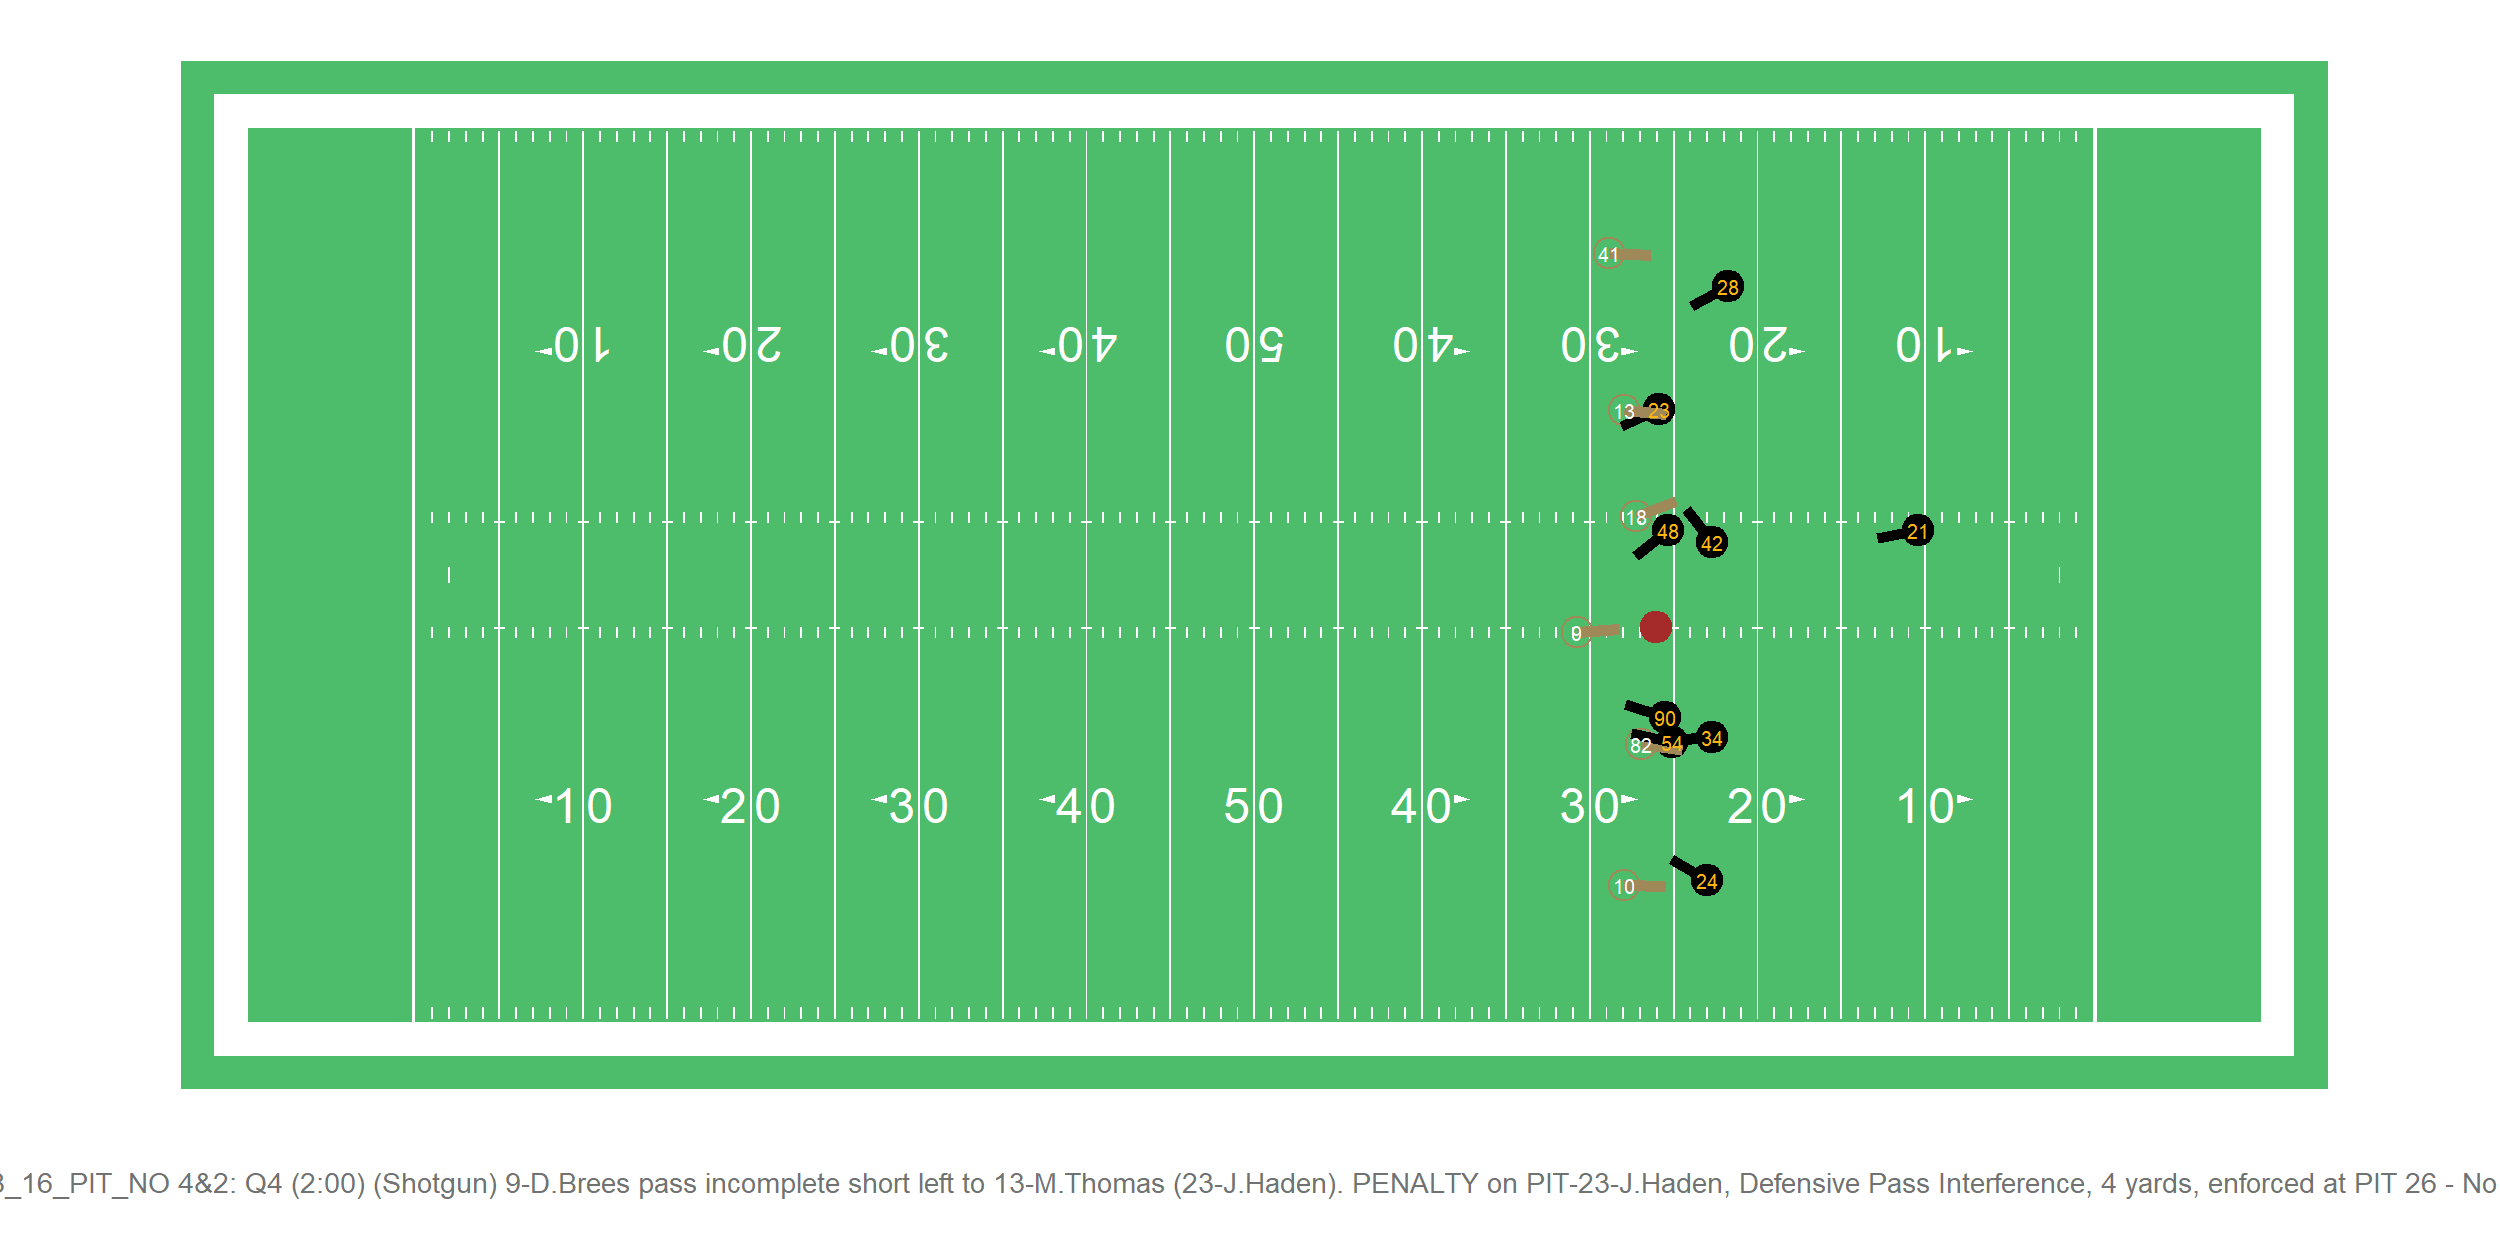 41
28
10 20 30 40 50 40 30 20 10
13 23
18
48 42 21
9
90
82 54 34
10 20 30 40 50 40 30 20 10
10 24
_16_PIT_NO 4&2: Q4 (2:00) (Shotgun) 9-D.Brees pass incomplete short left to 13-M.Thomas (23-J.Haden). PENALTY on PIT-23-J.Haden, Defensive Pass Interference, 4 yards, enforced at PIT 26 - No